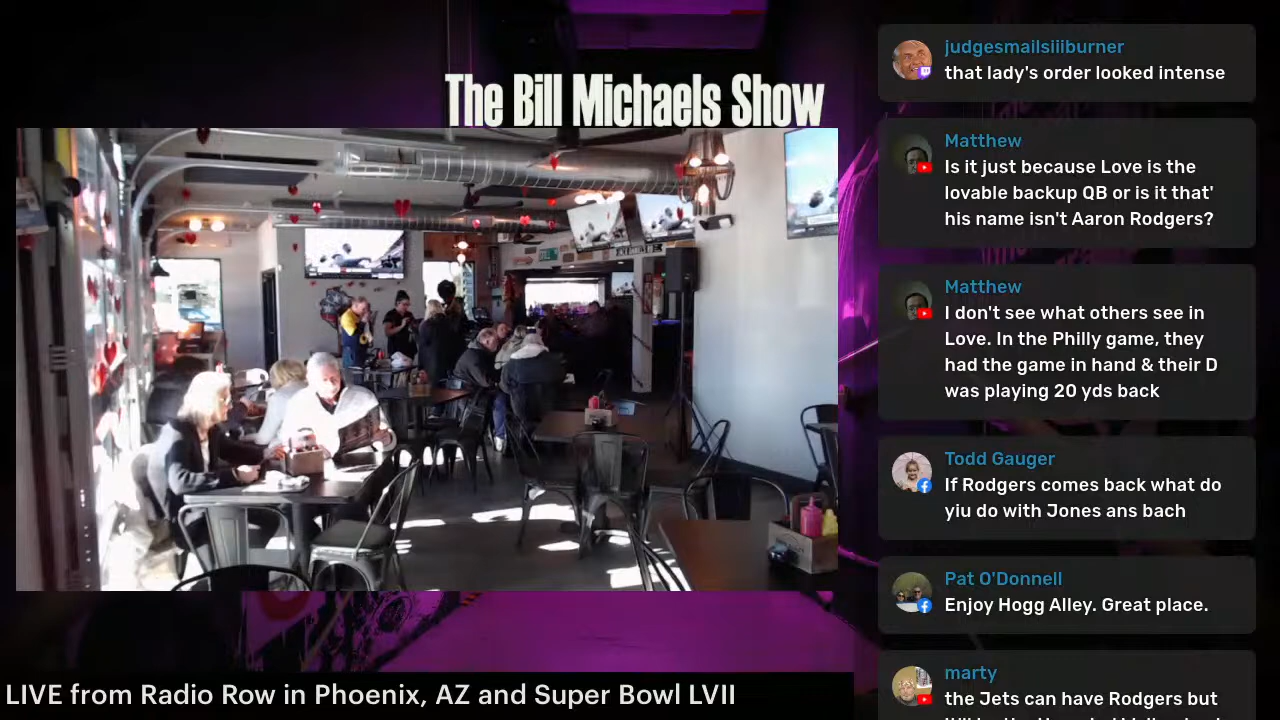 The Bill Michaels Show
judgesmailsiiiburner
that lady's order looked intense
Matthew
Is it just because Love is the
lovable backup QB or is it that'
his name isn't Aaron Rodgers?
Matthew
I don't see what others see in
Love. In the Philly game, they
had the game in hand & their D
was playing 20 yds back
Todd Gauger
If Rodgers comes back what do
yiu do with Jones ans bach
Pat O'Donnell
Enjoy Hogg Alley. Great place.
marty
the Jets can have Rodgers but
LIVE from Radio Row in Phoenix, AZ and Super Bowl LVII